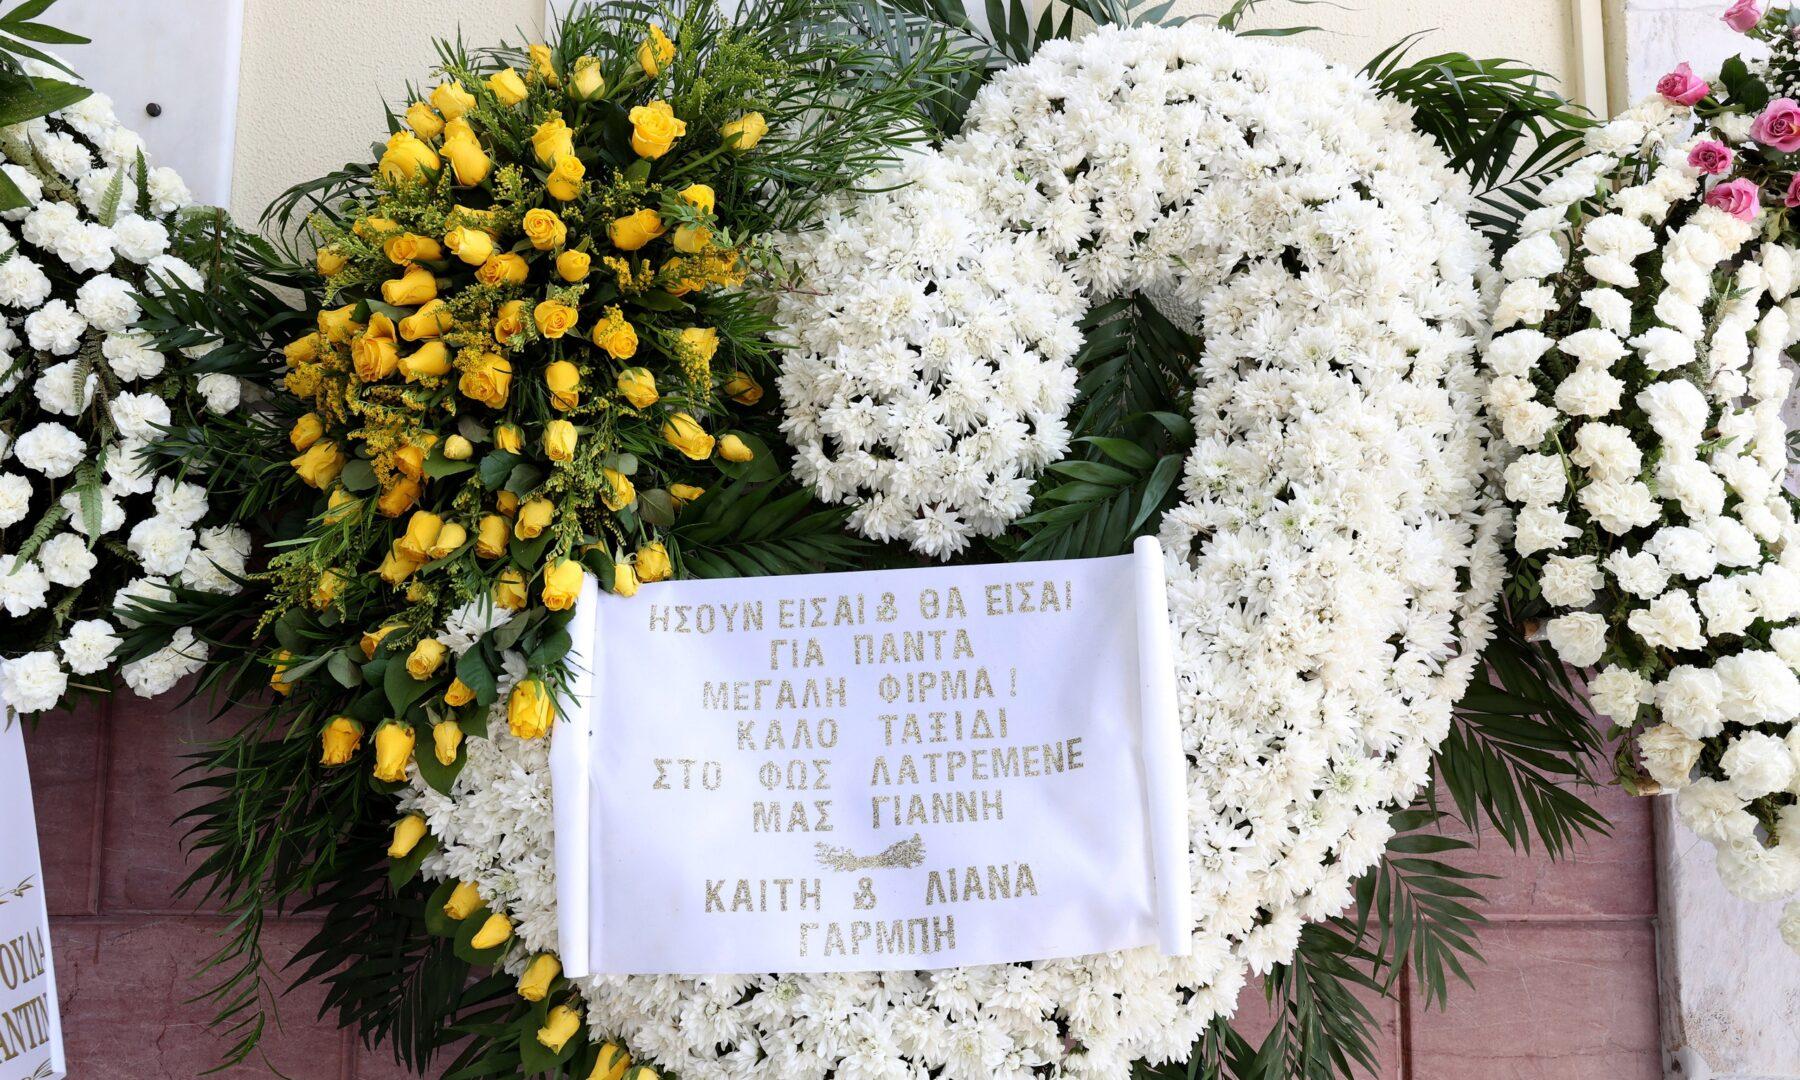 ΗΣΟΥΝ ΕΙΣΑΙ & ΘΑ ΕΙΣΑΙ
ΓΙΑ ΠΑΝΤΑ
ΜΕΓΑΛΗ ΦΙΡΜΑ!
ΚΑΛΟ ΤΑΞΙΔΙ
ΣΤΟ ΦΩΣ ΛΑΤΡΕΜΕΝΕ
ΜΑΣ ΓΙΑΝΝΗ
ΚΑΙΤΗ & ΛΙΑΝΑ
ΓΑΡΜΠΗ